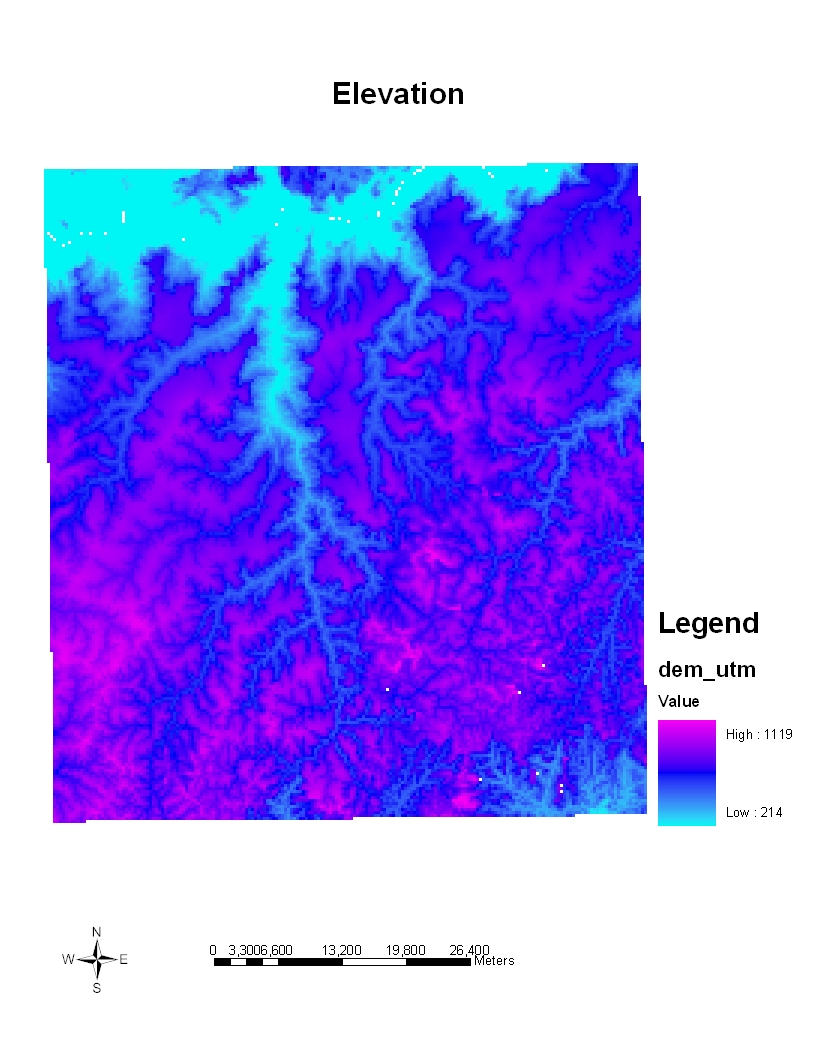 Elevation
Legend
dem_utm
Value
High : 1119
Low : 214
N
W E
S
0 3,3006,600 13,200 19,800 26,400
Meters